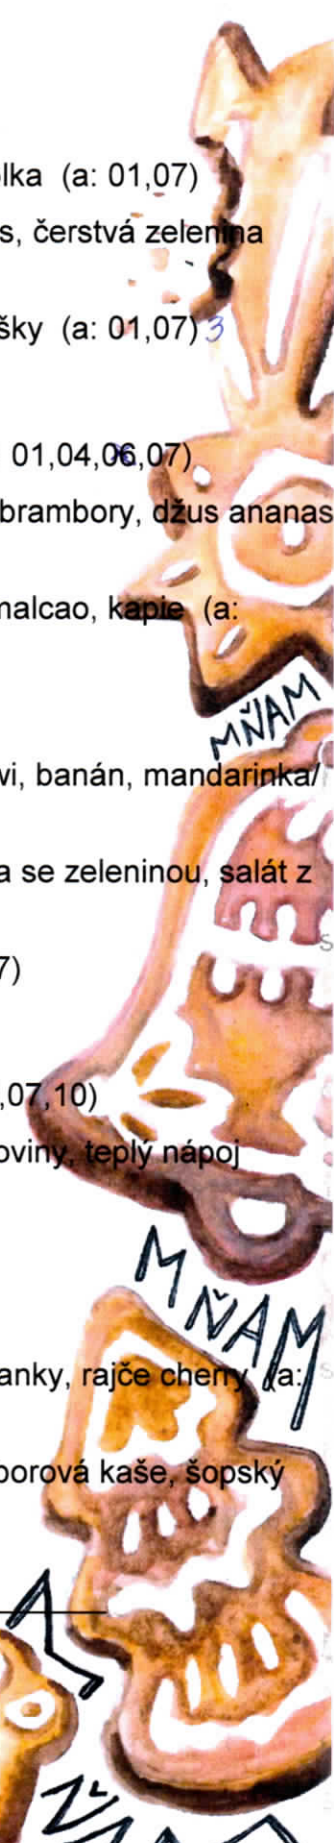 lka (a: 01,07)
s, čerstvá zelenina
šky (a: 01,07) 3
01,04,06,07)
brambory, džus ananas
malcao, kapie (a:
MŇAM
wi, banán, mandarinka/
a se zeleninou, salát z
S
7)
,07,10)
oviny, teplý nápoj
MŇAM
anky, rajče cherry (a:
S
borová kaše, šopský